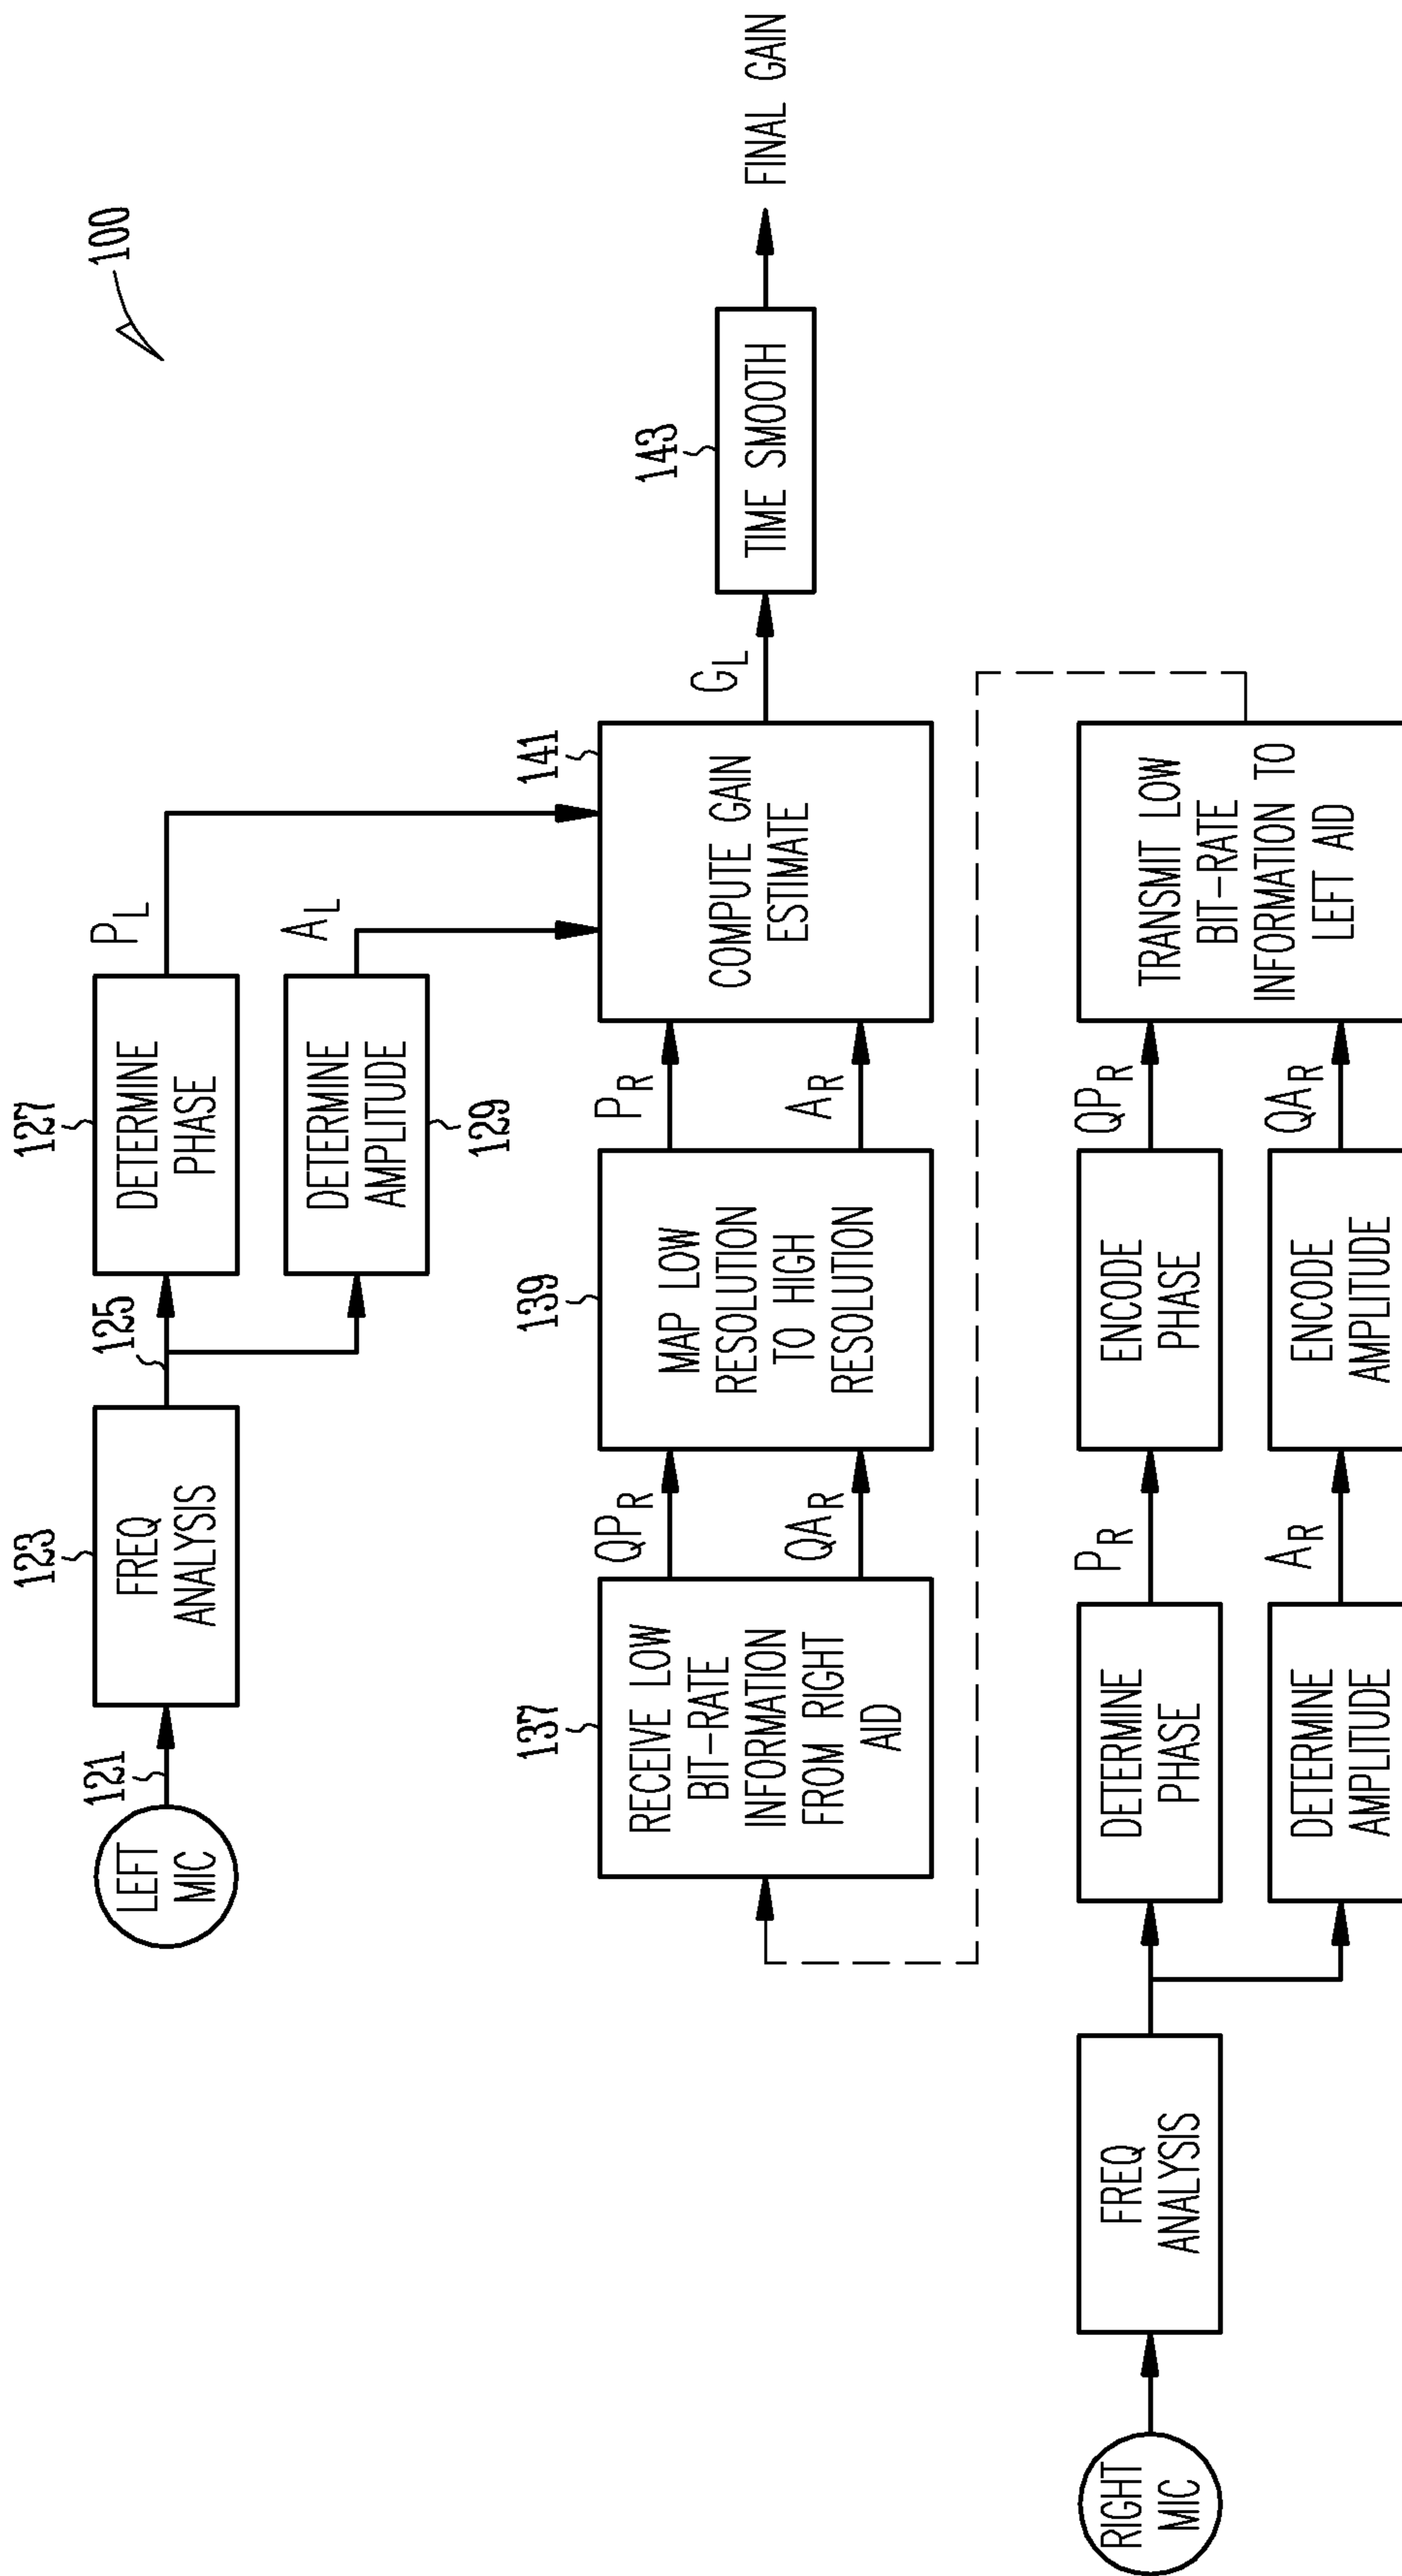 100
LEFT
MIC
121
123
FREQ
ANALYSIS
125
127
DETERMINE
PHASE
P_L
DETERMINE
AMPLITUDE
129
A_L
137
RECEIVE LOW
BIT-RATE
INFORMATION
FROM RIGHT
AID
QP_R
QA_R
139
MAP LOW
RESOLUTION
TO HIGH
RESOLUTION
P_R
A_R
141
COMPUTE GAIN
ESTIMATE
G_L
143
TIME SMOOTH
FINAL GAIN
RIGHT
MIC
FREQ
ANALYSIS
DETERMINE
PHASE
P_R
ENCODE
PHASE
QP_R
DETERMINE
AMPLITUDE
A_R
ENCODE
AMPLITUDE
QA_R
TRANSMIT LOW
BIT-RATE
INFORMATION TO
LEFT AID